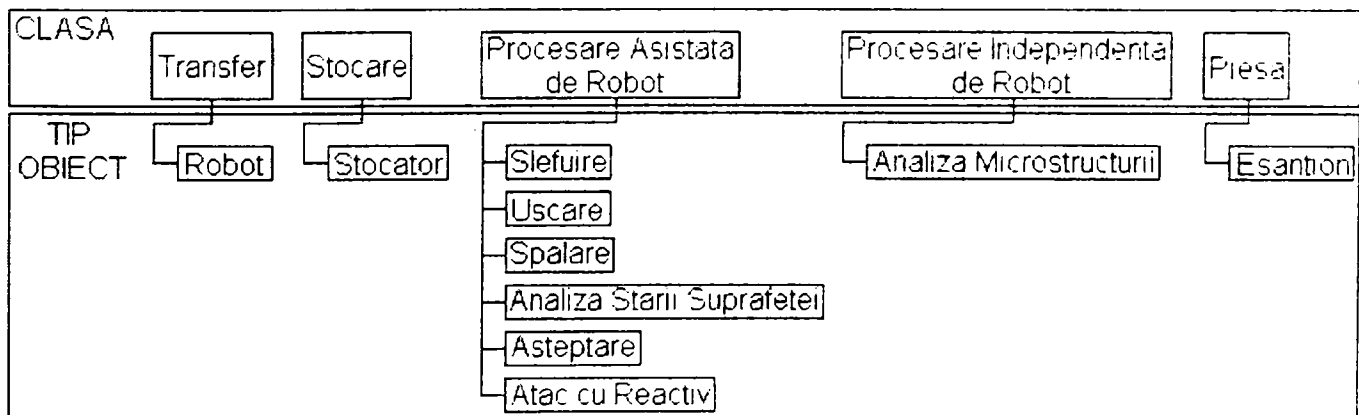 CLASA
Transfer
Stocare
Procesare Asistata
de Robot
Procesare Independenta
de Robot
Piesa
TIP
OBIECT
Robot
Stocator
Slefuire
Uscare
Spalare
Analiza Starii Suprafetei
Asteptare
Atac cu Reactiv
Analiza Microstructurii
Esantion